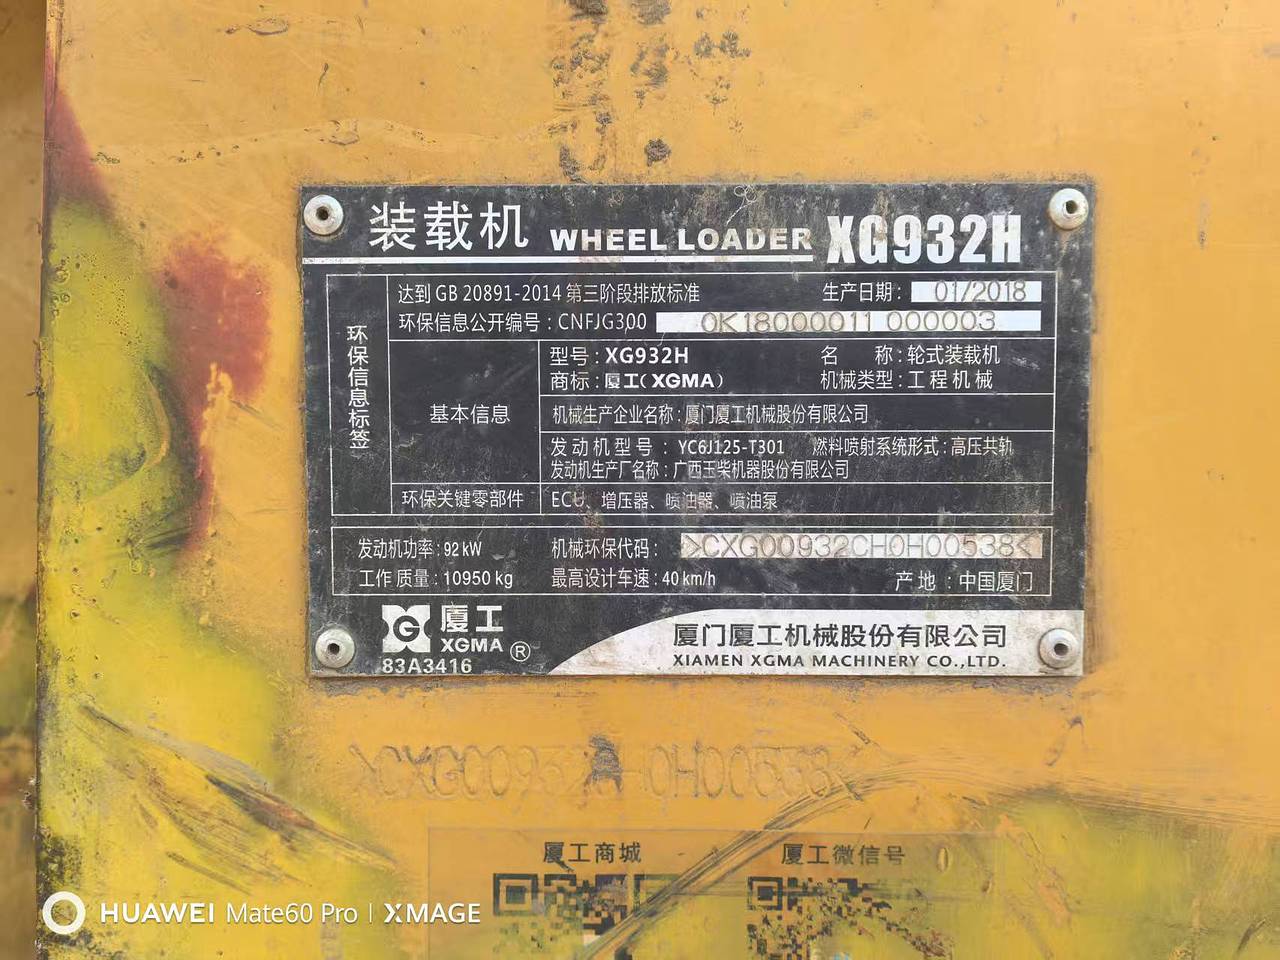 装载机 WHEEL LOADER XG932H
达到 GB 20891-2014 第三阶段排放标准 生产日期: 01/2018
环保信息公开编号: CNFJG300 0K18000011 000003
环保信息标签
基本信息
型号: XG932H 名 称: 轮式装载机
商标: 厦工(XGMA) 机械类型: 工程机械
机械生产企业名称: 厦门厦工机械股份有限公司
发动机型号: YC6J125-T301 燃料喷射系统形式: 高压共轨
发动机生产厂名称: 广西玉柴机器股份有限公司
环保关键零部件 ECU、增压器、喷油器、喷油泵
发动机功率: 92 kW 机械环保代码: >CXG00932CH0H00538<
工作质量: 10950 kg 最高设计车速: 40 km/h 产 地: 中国厦门
厦工
XGMA ®
83A3416
厦门厦工机械股份有限公司
XIAMEN XGMA MACHINERY CO.,LTD.
厦工商城 厦工微信号
HUAWEI Mate60 Pro | XMAGE